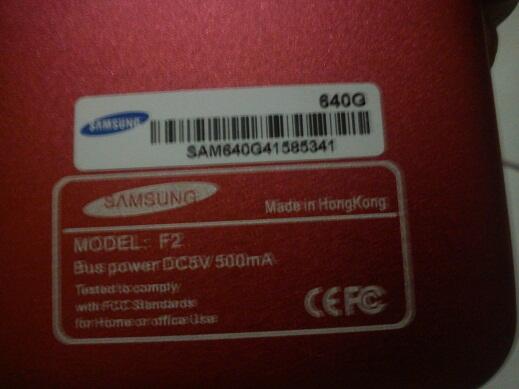 640G
SAMSUNG
SAM640G41585341
SAMSUNG
Made in HongKong
MODEL: F2
Bus power DC5V 500mA
Tested to comply
with FCC Standards
for Home or office Use
CE FC